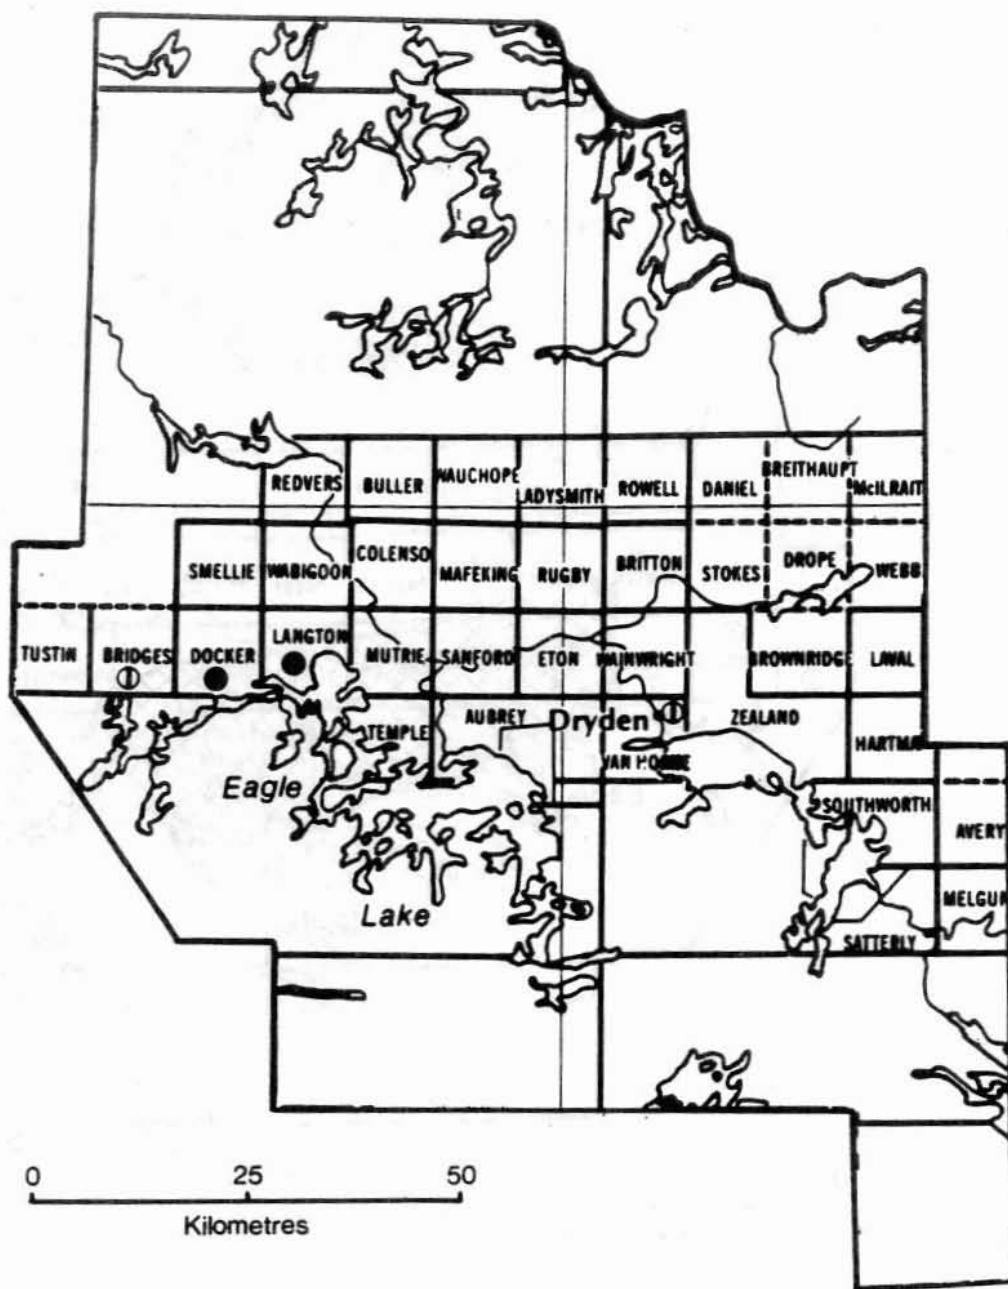 REDVERS BULLER WAUCHOPE LADYSMITH ROWELL DANIEL BREITHAUPT McILRAIT
SMELLIE WABIGOON COLENSO MAFEKING RUGBY BRITTON STOKES DROPE WEBB
TUSTIN BRIDGES DOCKER LANGTON MUTRIE SANFORD ETON WAINWRIGHT BROWNRIDGE LAVAL
TEMPLE AUBREY Dryden ZEALAND HARTMA
VAN HORNE
Eagle
SOUTHWORTH
AVERY
Lake
MELGUN
SATTERLY
0 25 50
Kilometres